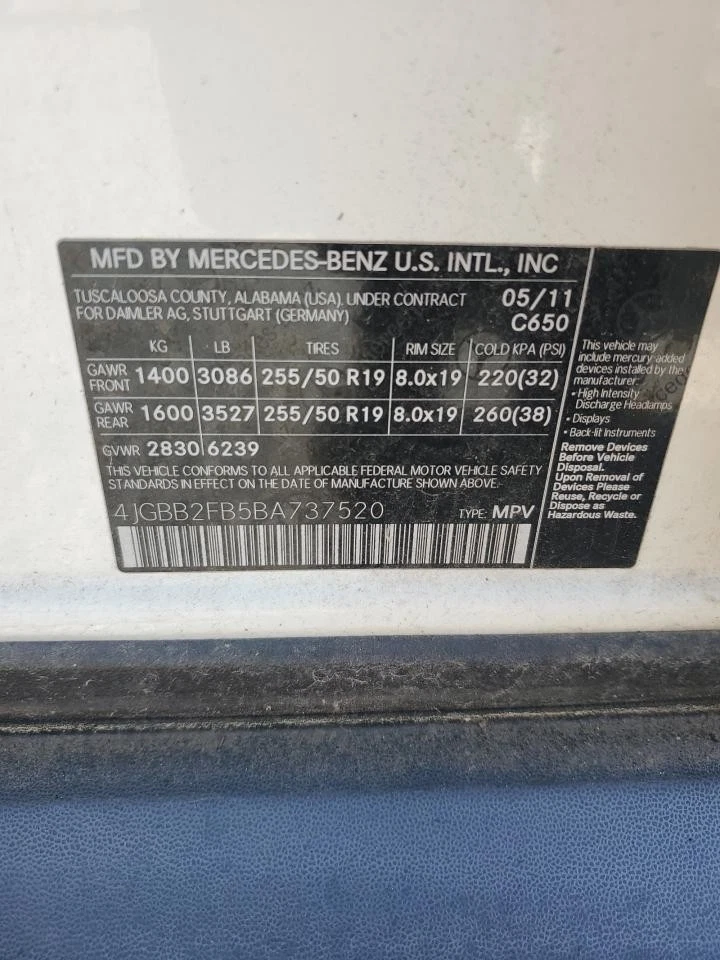 MFD BY MERCEDES-BENZ U.S. INTL., INC
TUSCALOOSA COUNTY, ALABAMA (USA), UNDER CONTRACT 05/11
FOR DAIMLER AG, STUTTGART (GERMANY) C650
KG LB TIRES RIM SIZE COLD KPA (PSI)
GAWR FRONT 1400 3086 255/50 R19 8.0x19 220(32)
GAWR REAR 1600 3527 255/50 R19 8.0x19 260(38)
GVWR 2830 6239
THIS VEHICLE CONFORMS TO ALL APPLICABLE FEDERAL MOTOR VEHICLE SAFETY
STANDARDS IN EFFECT ON THE DATE OF MANUFACTURE SHOWN ABOVE.
4JGBB2FB5BA737520 TYPE: MPV
This vehicle may
include mercury-added
devices installed by the
manufacturer:
• High Intensity
Discharge Headlamps
• Displays
• Back-lit Instruments
Remove Devices
Before Vehicle
Disposal.
Upon Removal of
Devices Please
Reuse, Recycle or
Dispose as
Hazardous Waste.